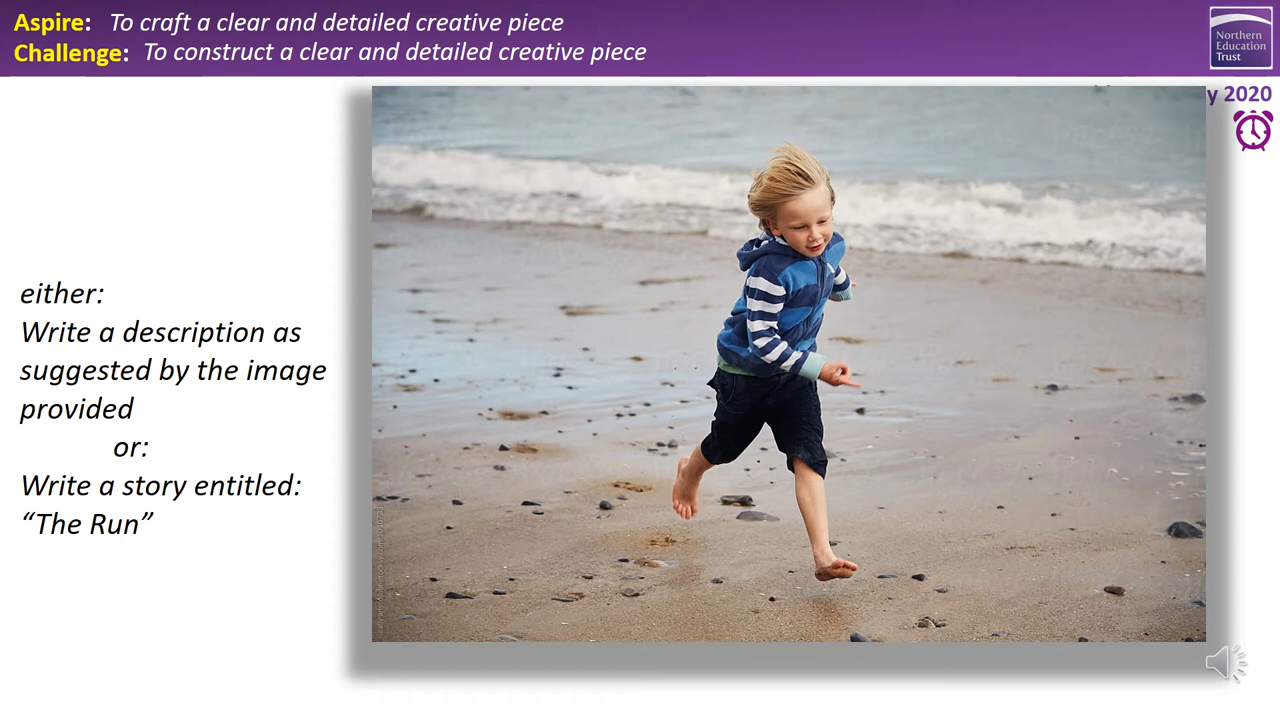 Aspire: To craft a clear and detailed creative piece
Challenge: To construct a clear and detailed creative piece
Northern
Education
Trust
y 2020
either:
Write a description as
suggested by the image
provided
or:
Write a story entitled:
“The Run”